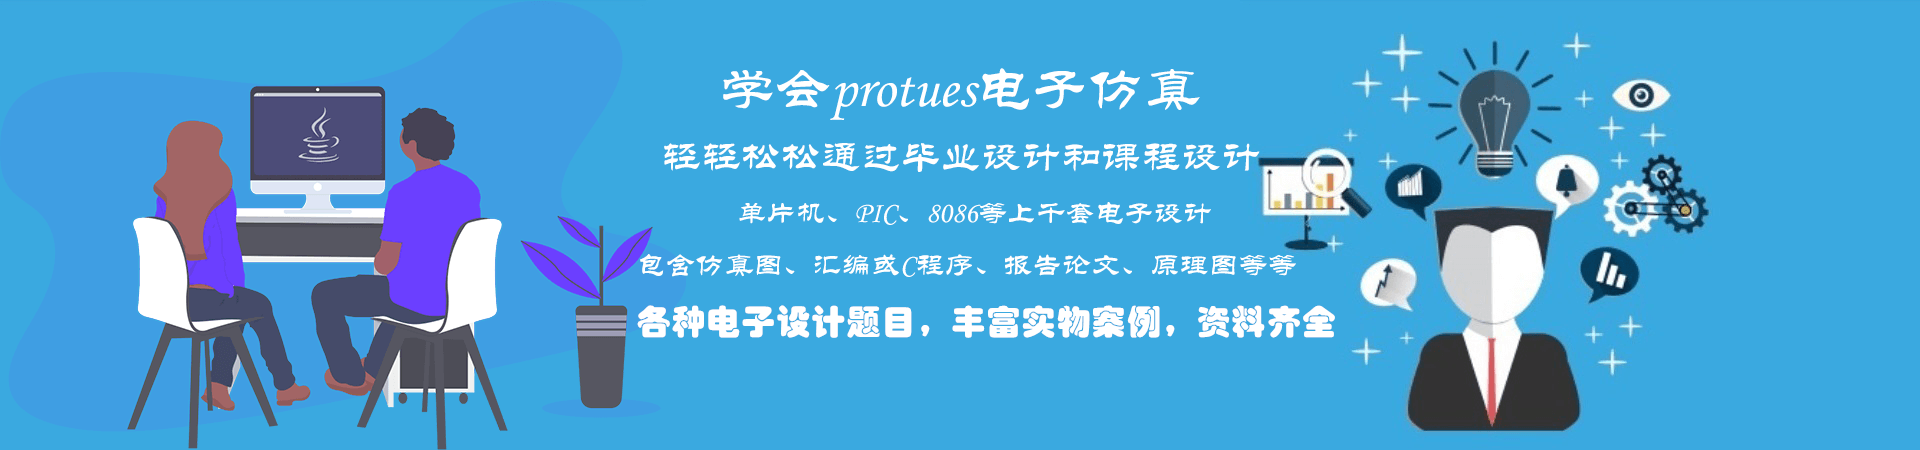 学会protues电子仿真
轻轻松松通过毕业设计和课程设计
单片机、PIC、8086等上千套电子设计
包含仿真图、汇编或C程序、报告论文、原理图等等
各种电子设计题目，丰富实物案例，资料齐全